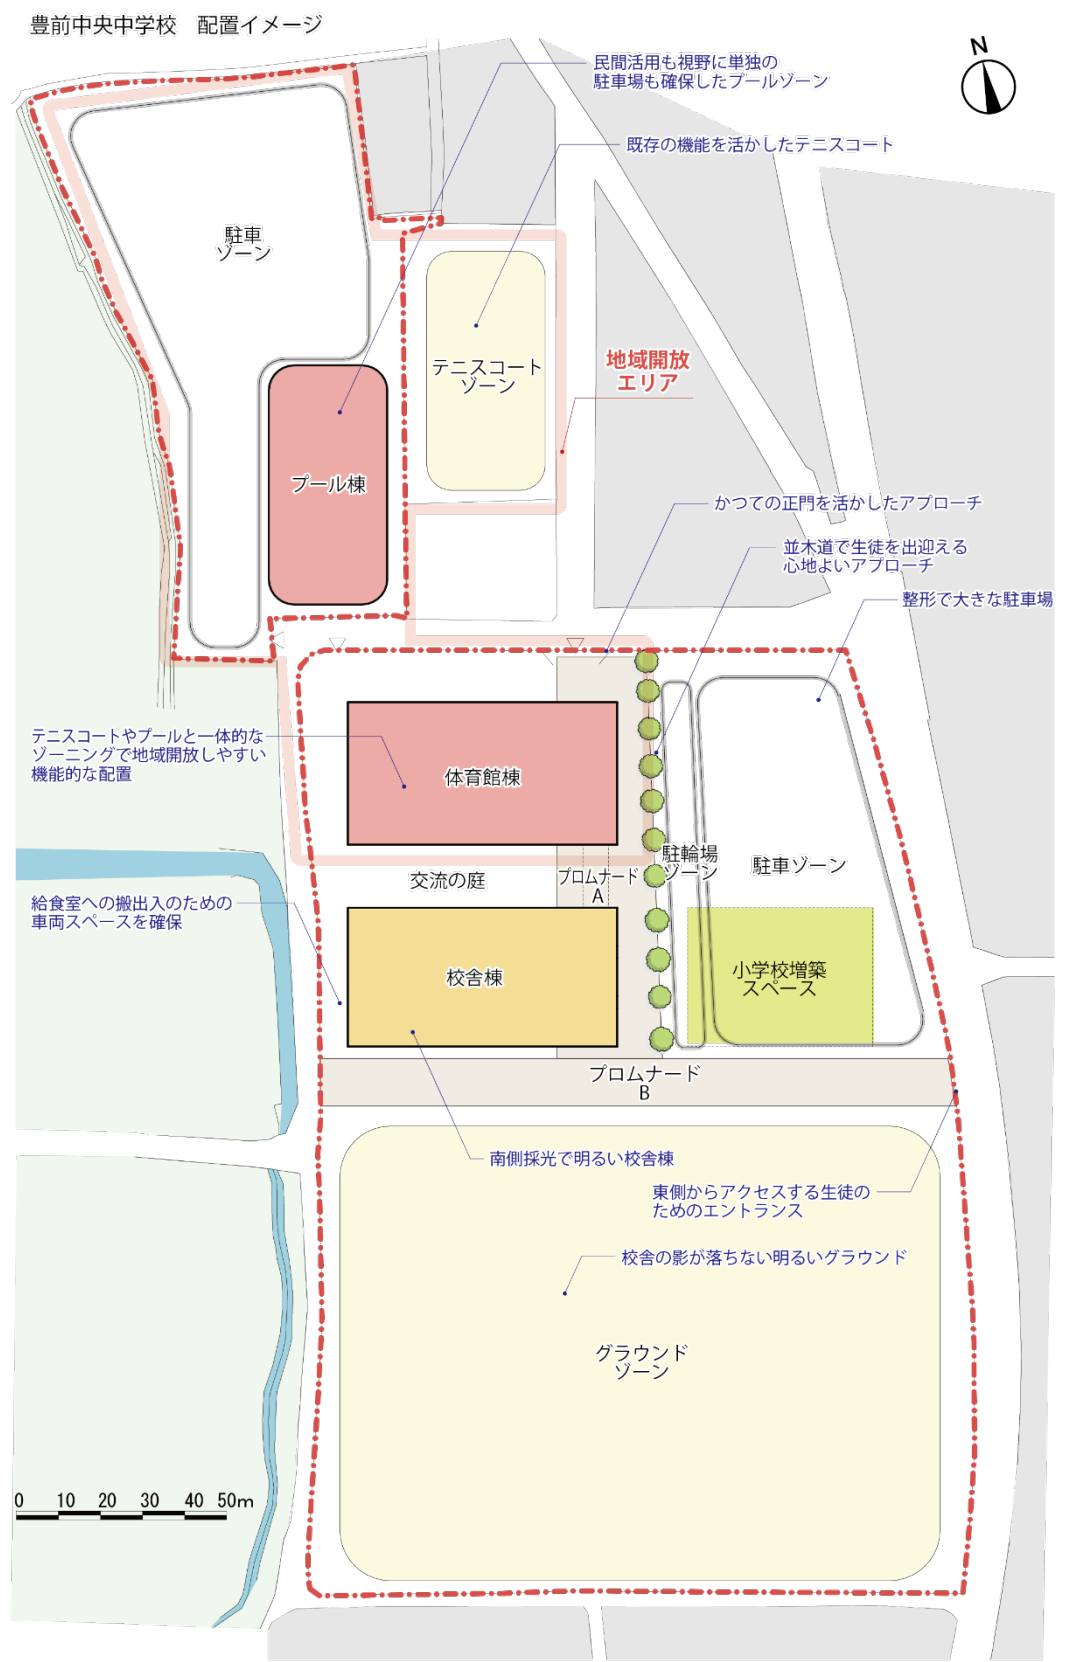 豊前中央中学校　配置イメージ
N
民間活用も視野に単独の
駐車場も確保したプールゾーン
既存の機能を活かしたテニスコート
駐車
ゾーン
テニスコート
ゾーン
地域開放
エリア
プール棟
かつての正門を活かしたアプローチ
並木道で生徒を出迎える
心地よいアプローチ
整形で大きな駐車場
テニスコートやプールと一体的な
ゾーニングで地域開放しやすい
機能的な配置
体育館棟
駐輪場
ゾーン
駐車ゾーン
交流の庭
プロムナード
A
給食室への搬出入のための
車両スペースを確保
校舎棟
小学校増築
スペース
プロムナード
B
南側採光で明るい校舎棟
東側からアクセスする生徒の
ためのエントランス
校舎の影が落ちない明るいグラウンド
グラウンド
ゾーン
0 10 20 30 40 50m